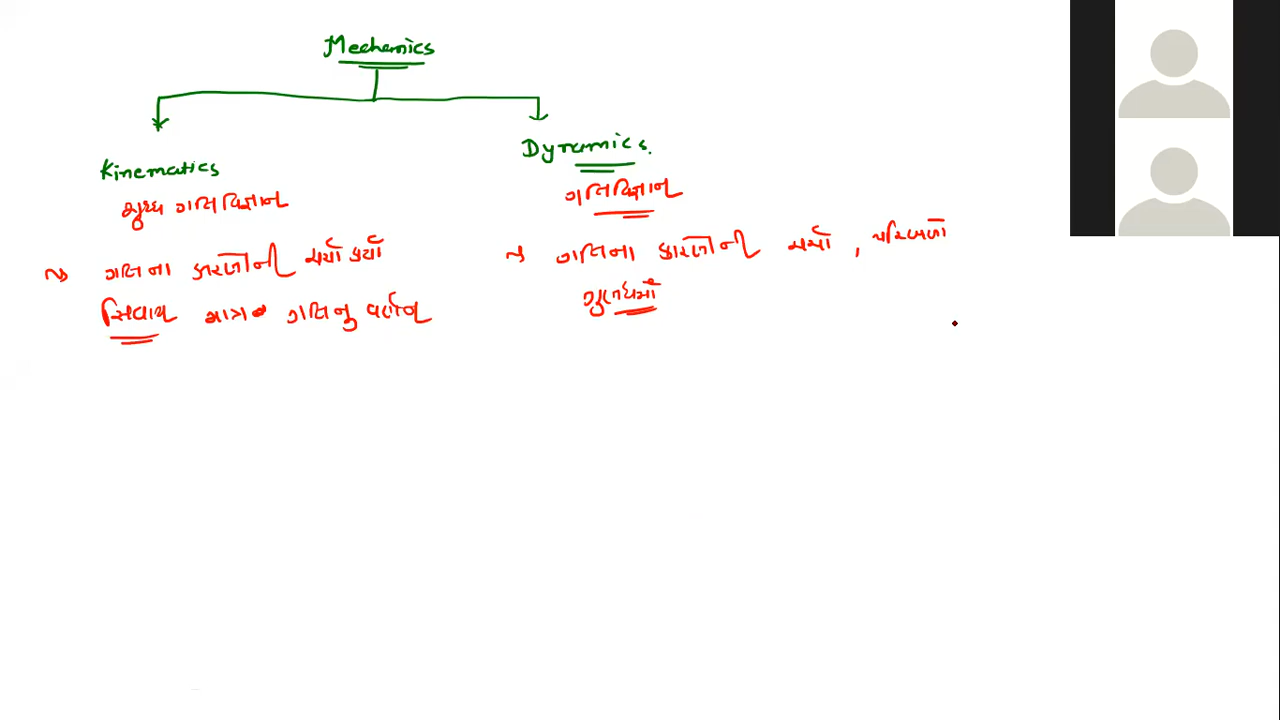 Mechanics
Kinematics
Dynamics.
શુધ્ધ ગતિવિજ્ઞાન
ગતિવિજ્ઞાન
ગતિના કારણોની ચર્ચા કર્યા
સિવાય માત્ર ગતિનુ વર્ણન
ગતિના કારણોની ચર્ચા , પરિબળો
ગુણધર્મો